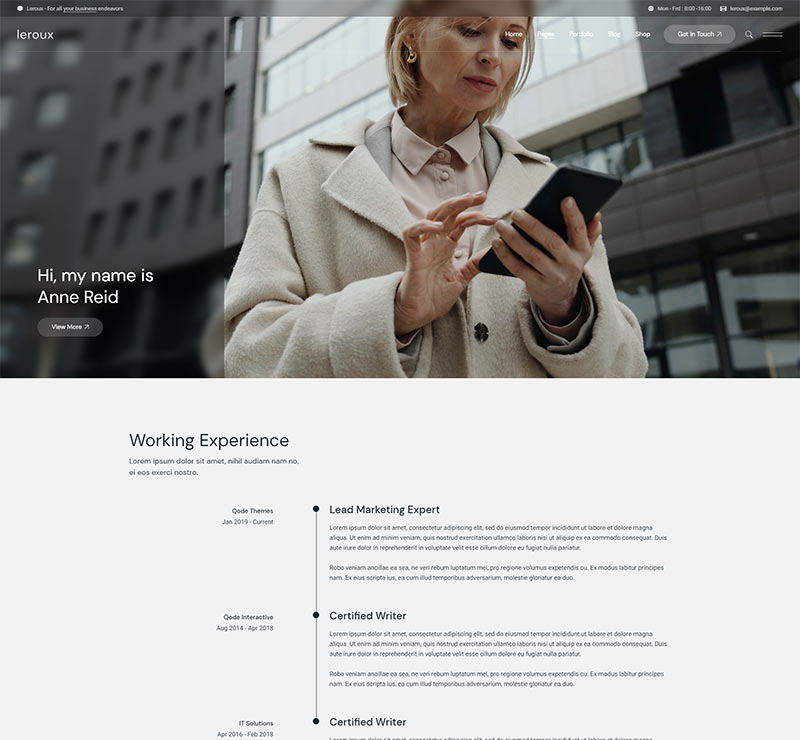 Leroux - For all your business endeavors
Mon - Frd : 8:00 -16:00
leroux@example.com
leroux
Home
Pages
Portfolio
Blog
Shop
Get In Touch
Hi, my name is
Anne Reid
View More
Working Experience
Lorem ipsum dolor sit amet, nihil audiam nam no,
ei eos exerci nostro.
Qode Themes
Jan 2019 - Current
Lead Marketing Expert
Lorem ipsum dolor sit amet, consectetur adipiscing elit, sed do eiusmod tempor incididunt ut labore et dolore magna
aliqua. Ut enim ad minim veniam, quis nostrud exercitation ullamco laboris nisi ut aliquip ex ea commodo consequat. Duis
aute irure dolor in reprehenderit in voluptate velit esse cillum dolore eu fugiat nulla pariatur.
Robo veniam ancillae ea sea, ne veri rebum luptatum mei, pro regione volumus expetendis cu. Ex modus labitur principes
nam. Ex eius scripta ius, ea cum illud temporibus adversarium, molestie gloriatur ea duo.
Qode Interactive
Aug 2014 - Apr 2018
Certified Writer
Lorem ipsum dolor sit amet, consectetur adipiscing elit, sed do eiusmod tempor incididunt ut labore et dolore magna
aliqua. Ut enim ad minim veniam, quis nostrud exercitation ullamco laboris nisi ut aliquip ex ea commodo consequat. Duis
aute irure dolor in reprehenderit in voluptate velit esse cillum dolore eu fugiat nulla pariatur.
Robo veniam ancillae ea sea, ne veri rebum luptatum mei, pro regione volumus expetendis cu. Ex modus labitur principes
nam. Ex eius scripta ius, ea cum illud temporibus adversarium, molestie gloriatur ea duo.
IT Solutions
Apr 2016 - Feb 2018
Certified Writer